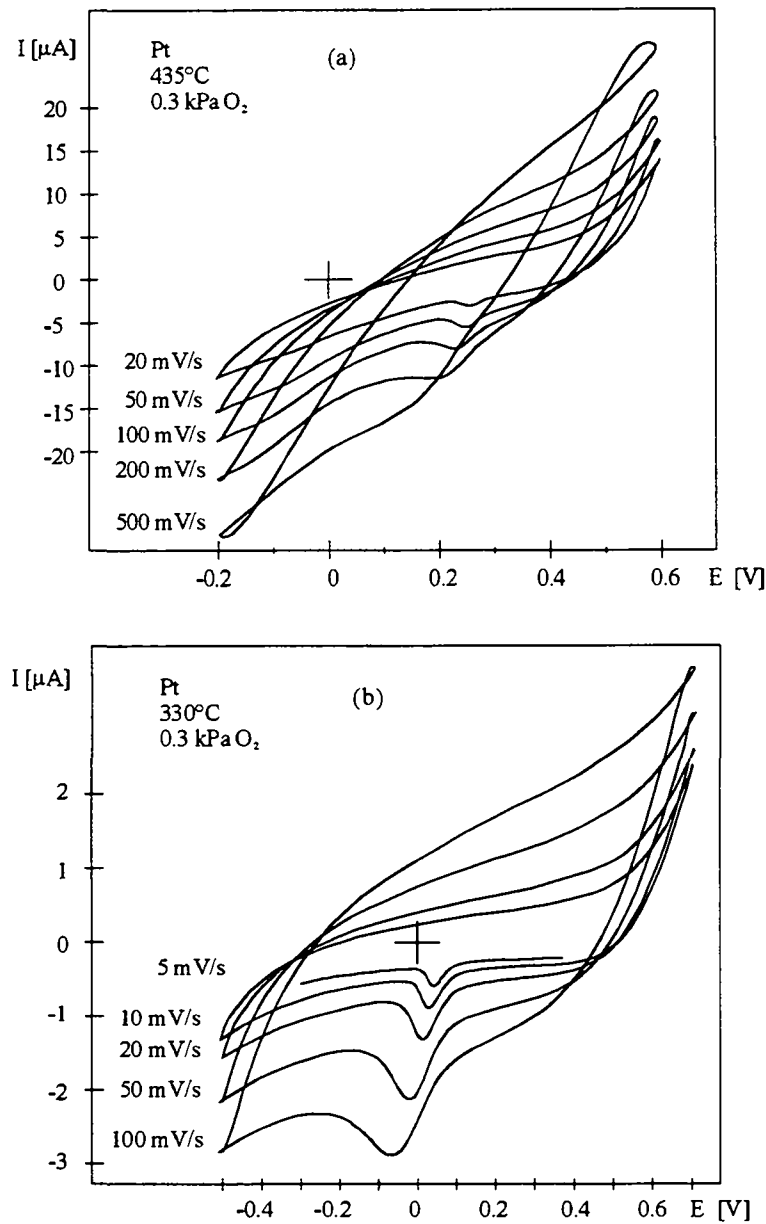 I [μA]
Pt
435°C
0.3 kPa O₂
(a)
20
15
10
5
0
-5
-10
-15
-20
20 mV/s
50 mV/s
100 mV/s
200 mV/s
500 mV/s
-0.2
0
0.2
0.4
0.6
E [V]
I [μA]
Pt
330°C
0.3 kPa O₂
(b)
2
1
0
-1
-2
-3
5 mV/s
10 mV/s
20 mV/s
50 mV/s
100 mV/s
-0.4
-0.2
0
0.2
0.4
0.6
E [V]